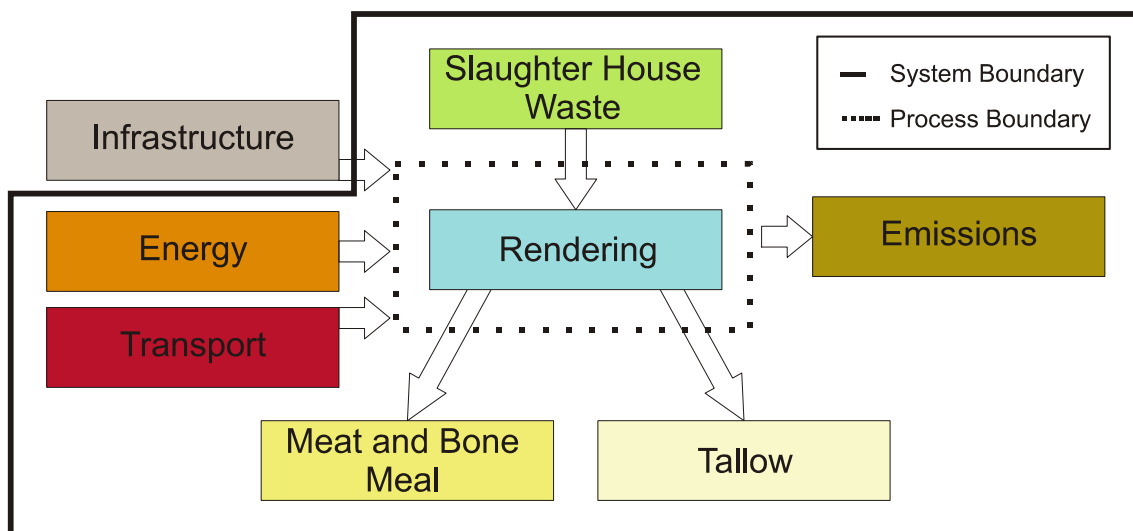 Slaughter House
Waste
System Boundary
Process Boundary
Infrastructure
Energy
Rendering
Emissions
Transport
Meat and Bone
Meal
Tallow